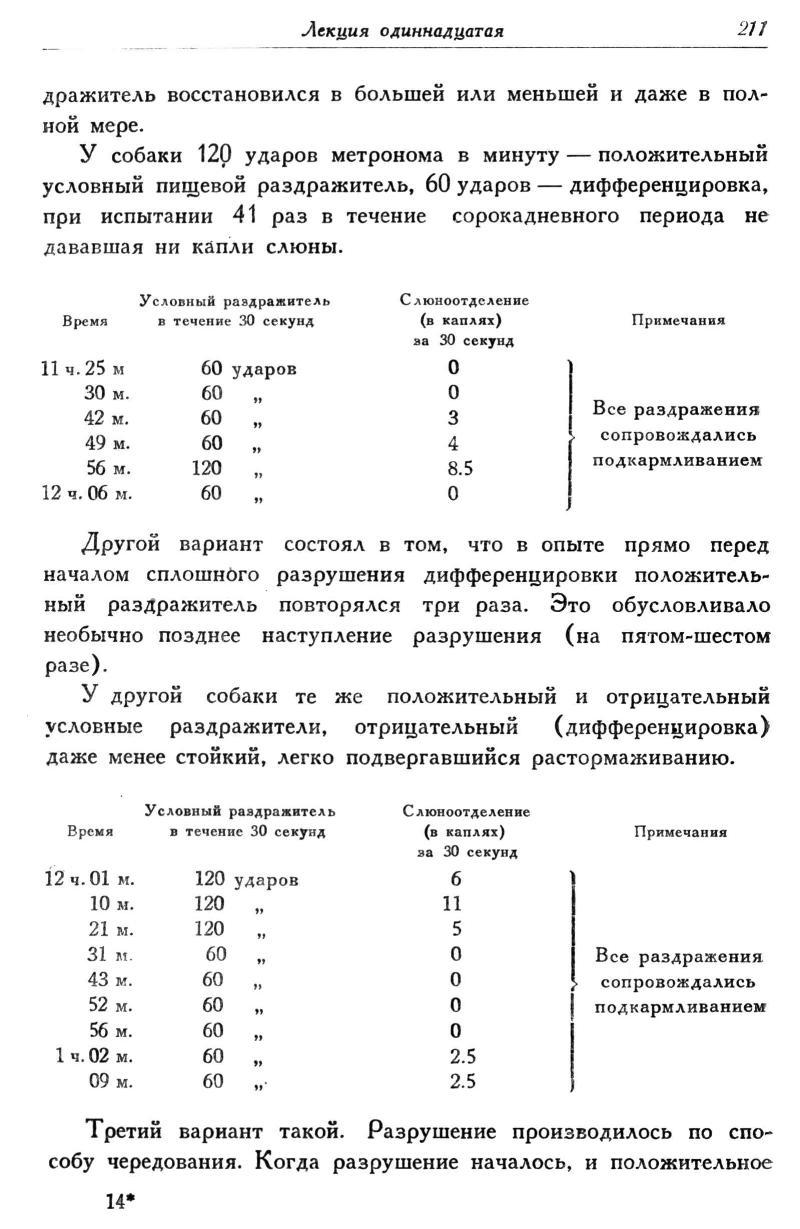 Лекция одиннадцатая 211
дражитель восстановился в большей или меньшей и даже в пол-
ной мере.
У собаки 120 ударов метронома в минуту — положительный
условный пищевой раздражитель, 60 ударов — дифференцировка,
при испытании 41 раз в течение сорокадневного периода не
дававшая ни капли слюны.
Условный раздражитель Слюноотделение
Время в течение 30 секунд (в каплях) Примечания
за 30 секунд
11 ч. 25 м 60 ударов 0
30 м. 60 „ 0
42 м. 60 „ 3 Все раздражения
49 м. 60 „ 4 сопровождались
56 м. 120 „ 8.5 подкармливанием
12 ч. 06 м. 60 „ 0
Другой вариант состоял в том, что в опыте прямо перед
началом сплошного разрушения дифференцировки положитель-
ный раздражитель повторялся три раза. Это обусловливало
необычно позднее наступление разрушения (на пятом-шестом
разе).
У другой собаки те же положительный и отрицательный
условные раздражители, отрицательный (дифференцировка)
даже менее стойкий, легко подвергавшийся растормаживанию.
Условный раздражитель Слюноотделение
Время в течение 30 секунд (в каплях) Примечания
за 30 секунд
12 ч. 01 м. 120 ударов 6
10 м. 120 „ 11
21 м. 120 „ 5
31 м. 60 „ 0 Все раздражения
43 м. 60 „ 0 сопровождались
52 м. 60 „ 0 подкармливанием
56 м. 60 „ 0
1 ч. 02 м. 60 „ 2.5
09 м. 60 „ 2.5
Третий вариант такой. Разрушение производилось по спо-
собу чередования. Когда разрушение началось, и положительное
14*